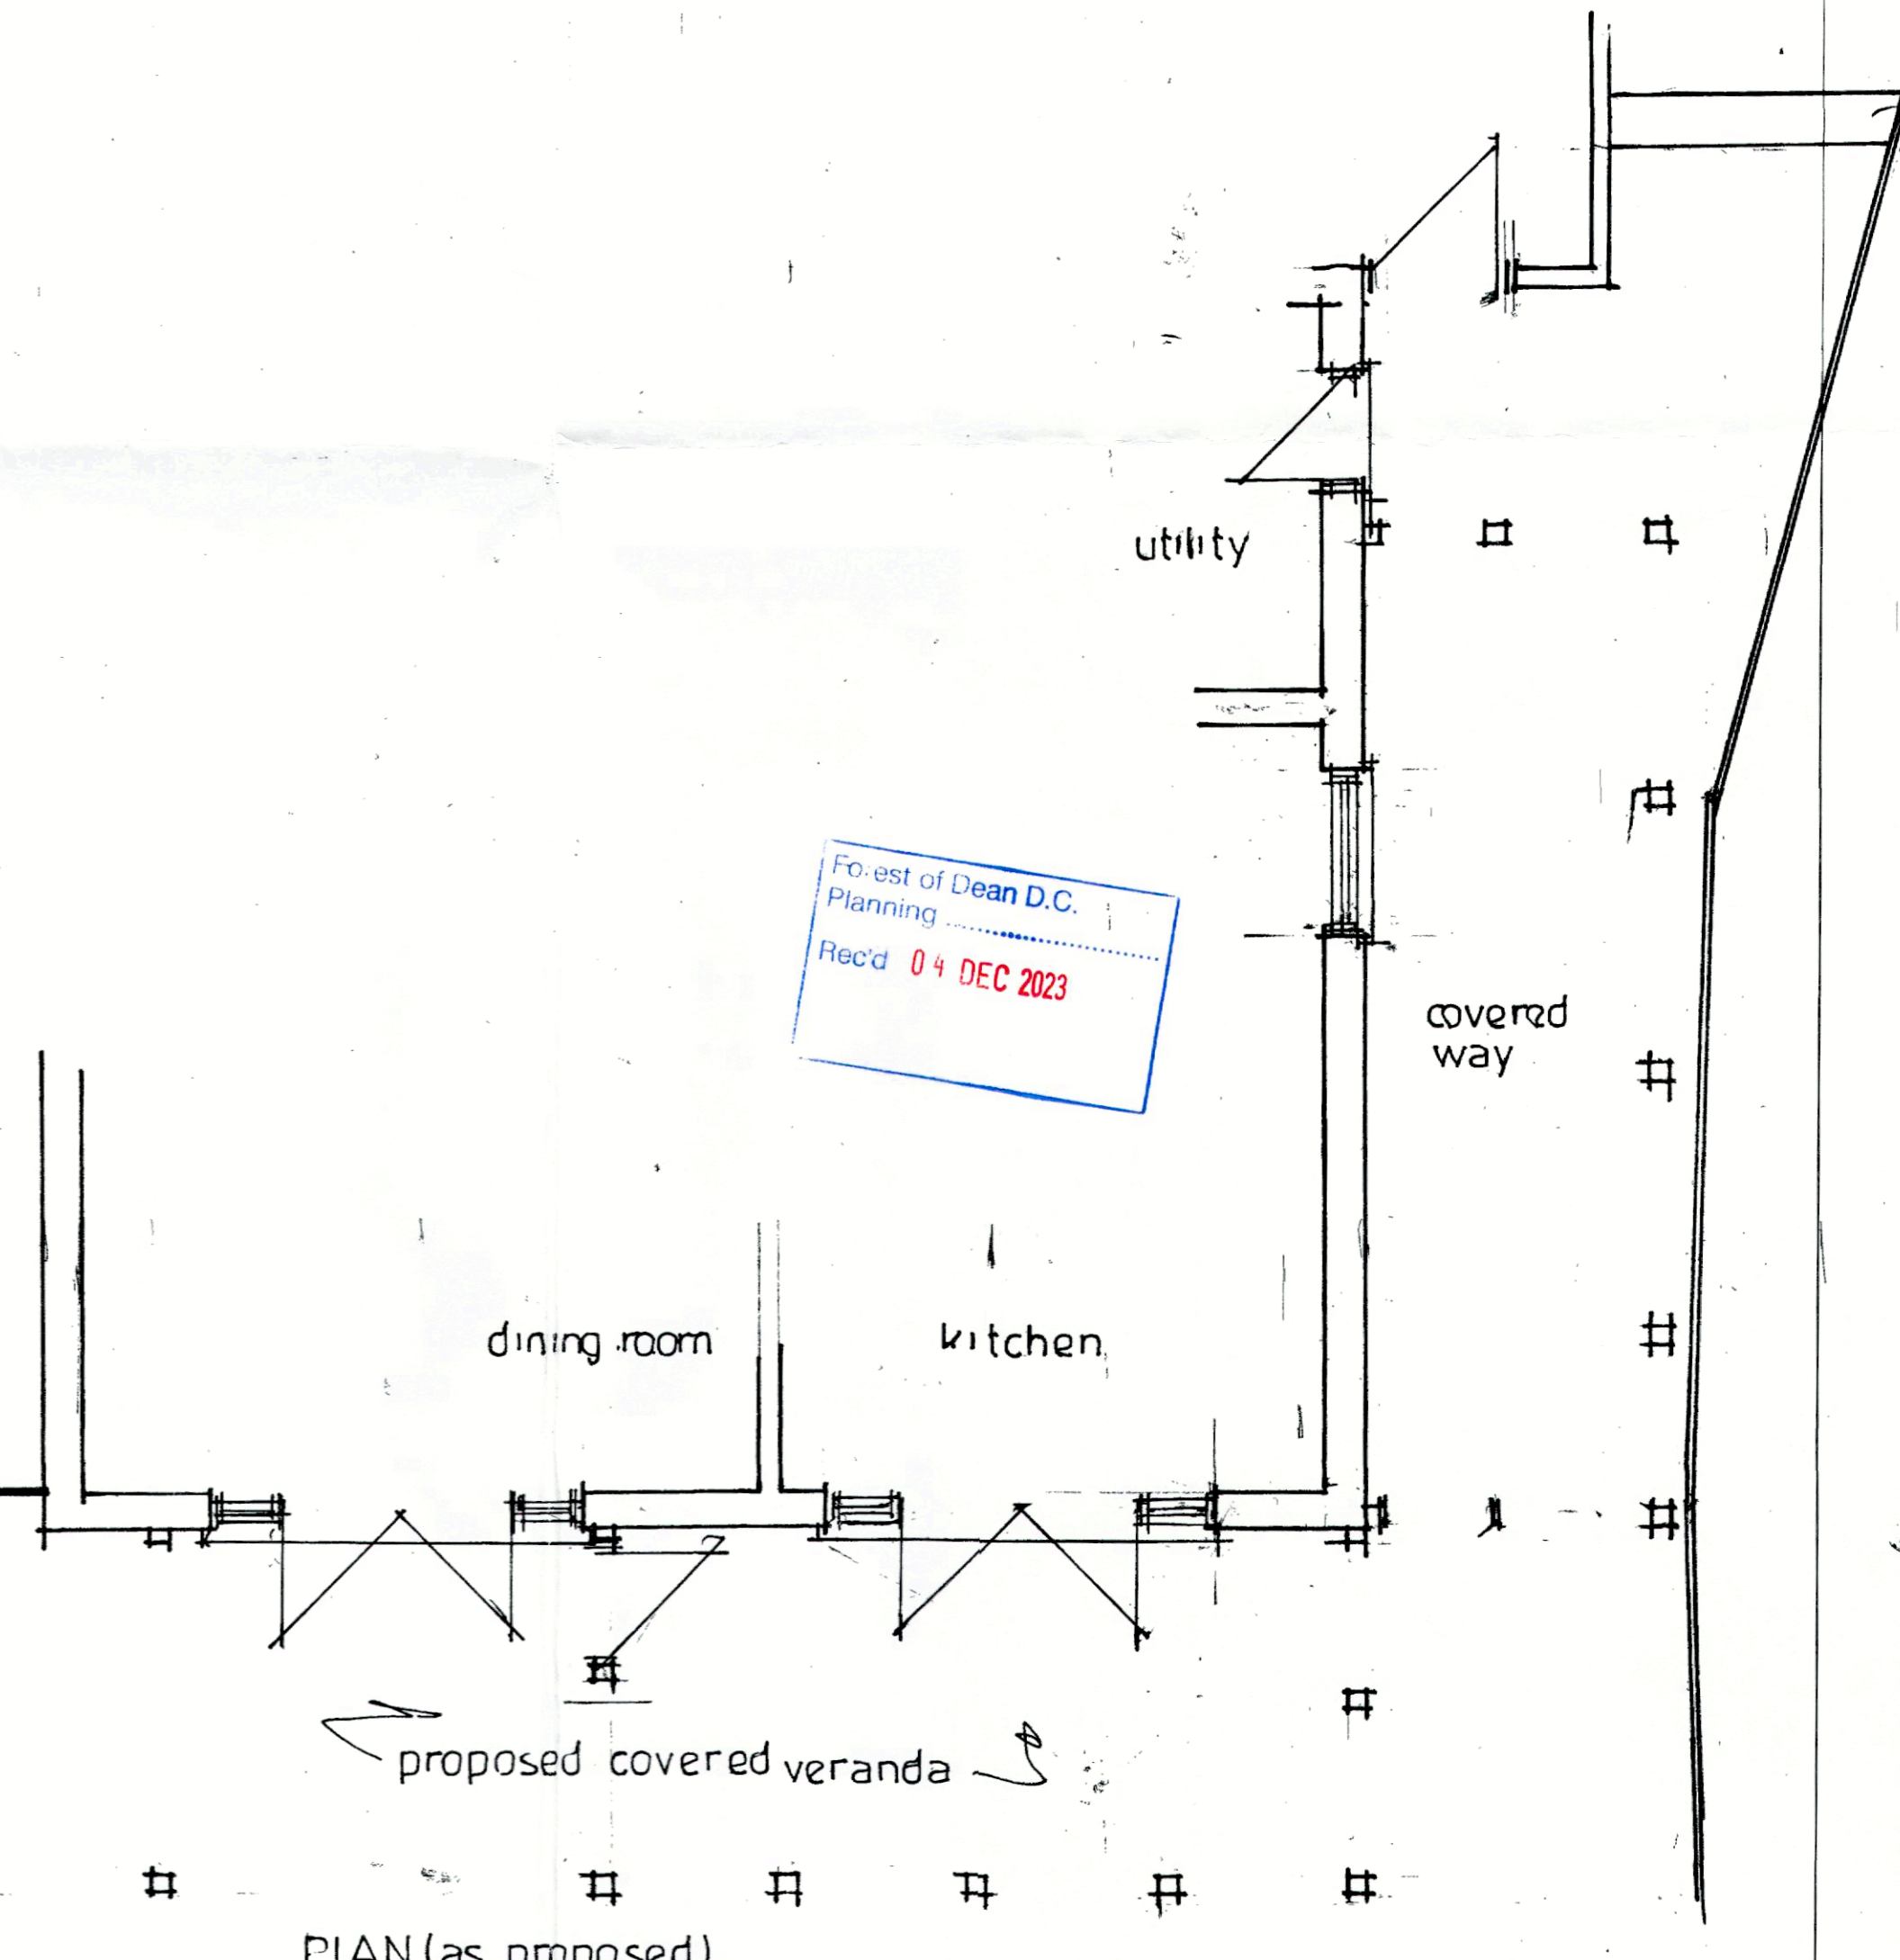 utility
Forest of Dean D.C.
Planning ........................
Rec'd 04 DEC 2023
covered
way
dining room
kitchen
proposed covered veranda
PLAN (as proposed)